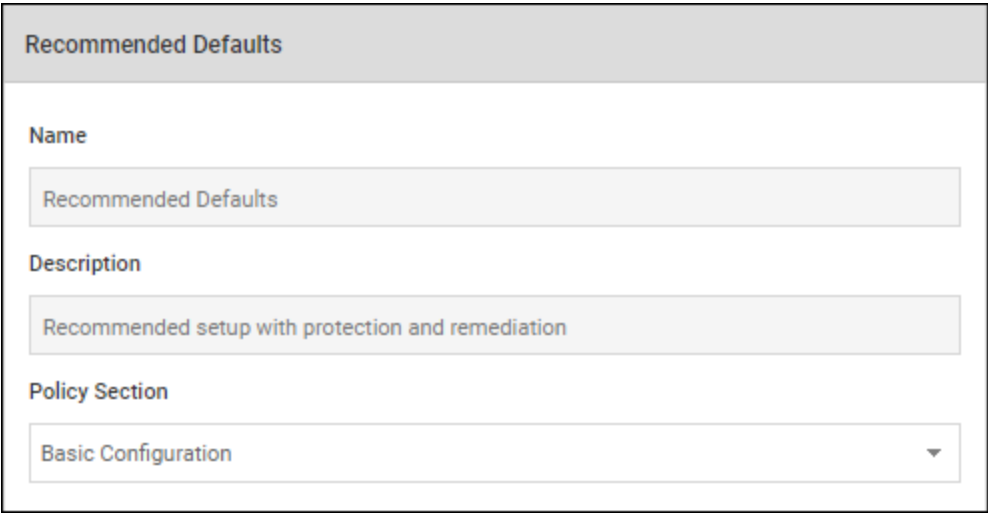 Recommended Defaults
Name
Recommended Defaults
Description
Recommended setup with protection and remediation
Policy Section
Basic Configuration